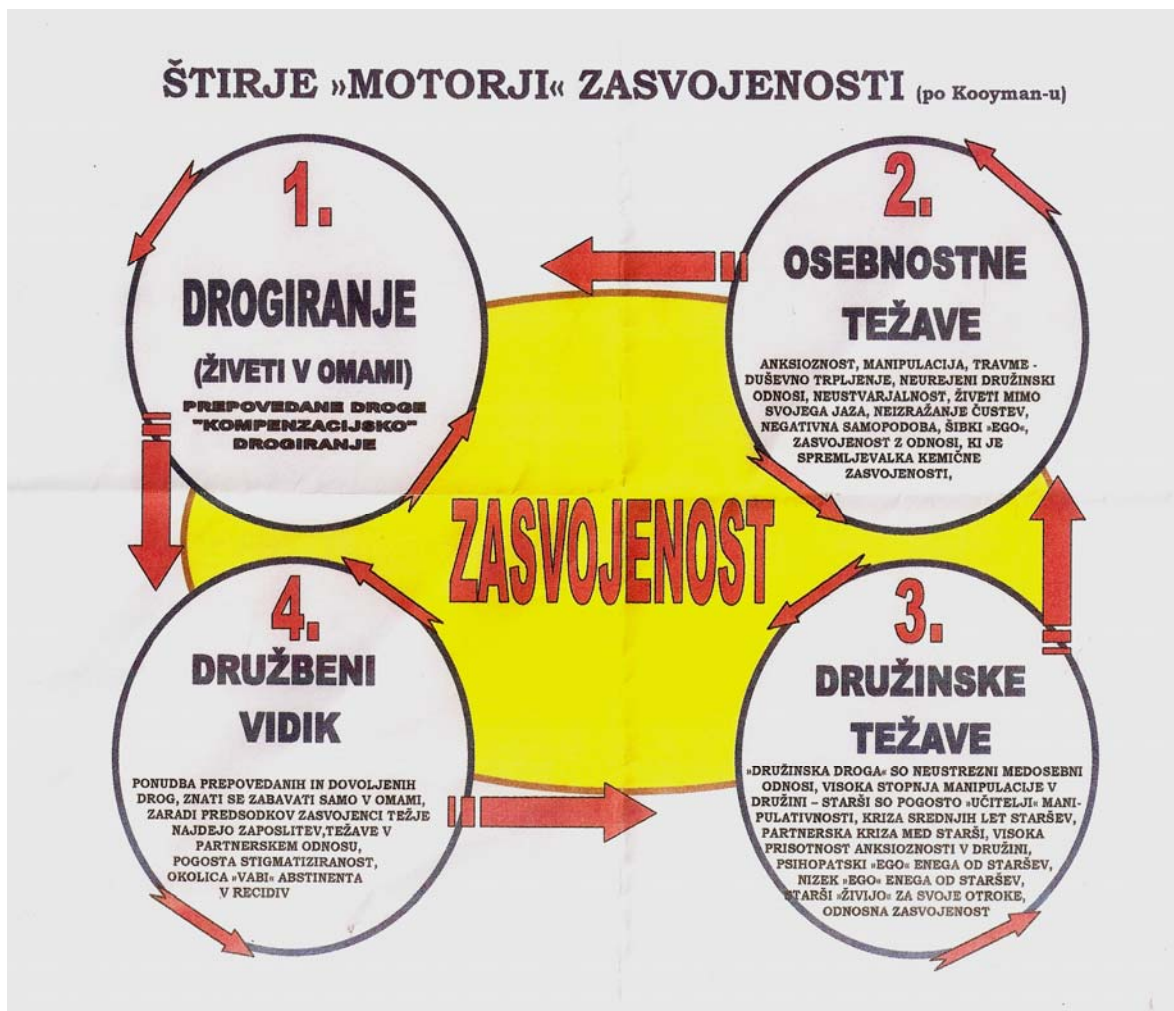 ŠTIRJE »MOTORJI« ZASVOJENOSTI (po Kooyman-u)
1.
DROGIRANJE
(ŽIVETI V OMAMI)
PREPOVEDANE DROGE
"KOMPENZACIJSKO"
DROGIRANJE
2.
OSEBNOSTNE
TEŽAVE
ANKSIOZNOST, MANIPULACIJA, TRAVME -
DUŠEVNO TRPLJENJE, NEUREJENI DRUŽINSKI
ODNOSI, NEUSTVARJALNOST, ŽIVETI MIMO
SVOJEGA JAZA, NEIZRAŽANJE ČUSTEV,
NEGATIVNA SAMOPODOBA, ŠIBKI »EGO«,
ZASVOJENOST Z ODNOSI, KI JE
SPREMLJEVALKA KEMIČNE
ZASVOJENOSTI,
ZASVOJENOST
4.
DRUŽBENI
VIDIK
PONUDBA PREPOVEDANIH IN DOVOLJENIH
DROG, ZNATI SE ZABAVATI SAMO V OMAMI,
ZARADI PREDSODKOV ZASVOJENCI TEŽJE
NAJDEJO ZAPOSLITEV,TEŽAVE V
PARTNERSKEM ODNOSU,
POGOSTA STIGMATIZIRANOST,
OKOLICA »VABI« ABSTINENTA
V RECIDIV
3.
DRUŽINSKE
TEŽAVE
»DRUŽINSKA DROGA« SO NEUSTREZNI MEDOSEBNI
ODNOSI, VISOKA STOPNJA MANIPULACIJE V
DRUŽINI – STARŠI SO POGOSTO »UČITELJI« MANI-
PULATIVNOSTI, KRIZA SREDNJIH LET STARŠEV,
PARTNERSKA KRIZA MED STARŠI, VISOKA
PRISOTNOST ANKSIOZNOSTI V DRUŽINI,
PSIHOPATSKI »EGO« ENEGA OD STARŠEV,
NIZEK »EGO« ENEGA OD STARŠEV,
STARŠI »ŽIVIJO« ZA SVOJE OTROKE,
ODNOSNA ZASVOJENOST